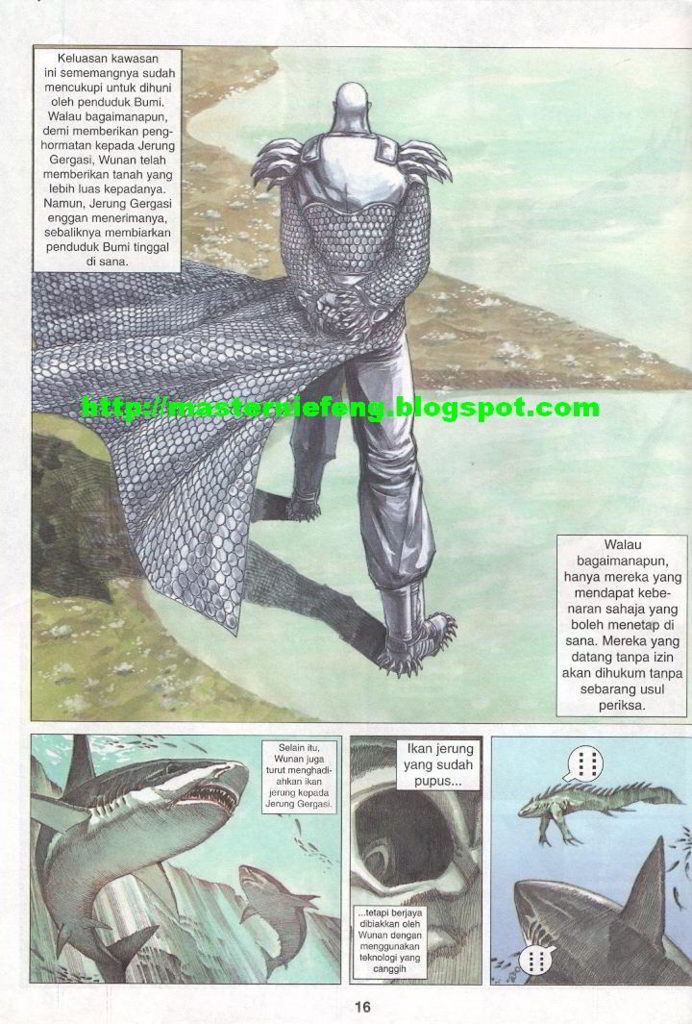 Keluasan kawasan
ini sememangnya sudah
mencukupi untuk dihuni
oleh penduduk Bumi.
Walau bagaimanapun,
demi memberikan peng-
hormatan kepada Jerung
Gergasi, Wunan telah
memberikan tanah yang
lebih luas kepadanya.
Namun, Jerung Gergasi
enggan menerimanya,
sebaliknya membiarkan
penduduk Bumi tinggal
di sana.
http://masterniefeng.blogspot.com
Walau
bagaimanapun,
hanya mereka yang
mendapat kebe-
naran sahaja yang
boleh menetap di
sana. Mereka yang
datang tanpa izin
akan dihukum tanpa
sebarang usul
periksa.
Selain itu,
Wunan juga
turut menghadi-
ahkan ikan
jerung kepada
Jerung Gergasi.
Ikan jerung
yang sudah
pupus...
...tetapi berjaya
dibiakkan oleh
Wunan dengan
menggunakan
teknologi yang
canggih
16